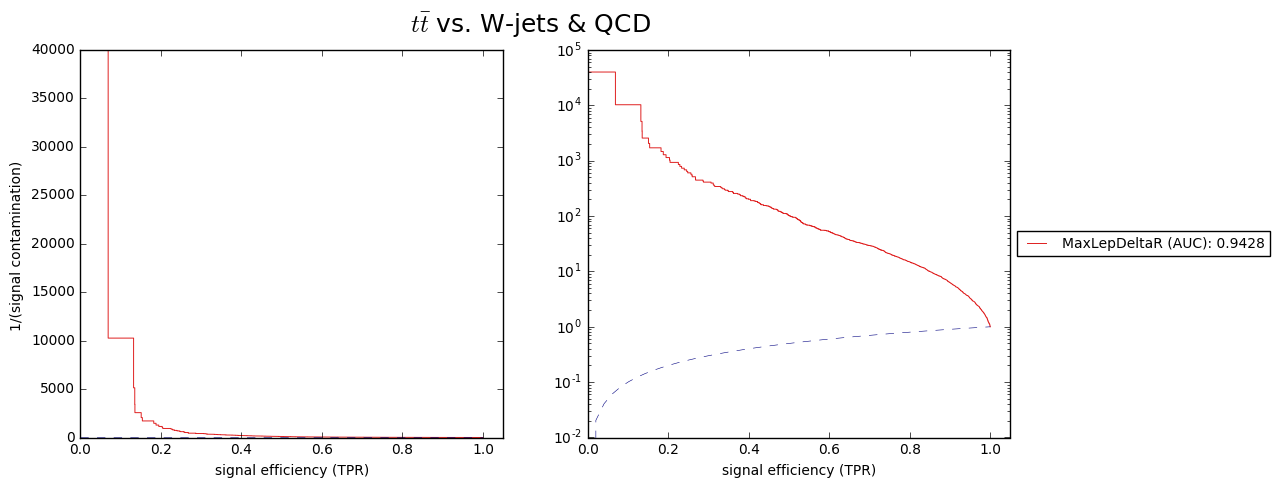 tt̄ vs. W-jets & QCD
1/(signal contamination)
40000
35000
30000
25000
20000
15000
10000
5000
0
0.0 0.2 0.4 0.6 0.8 1.0
signal efficiency (TPR)
10^5
10^4
10^3
10^2
10^1
10^0
10^-1
10^-2
0.0 0.2 0.4 0.6 0.8 1.0
signal efficiency (TPR)
MaxLepDeltaR (AUC): 0.9428